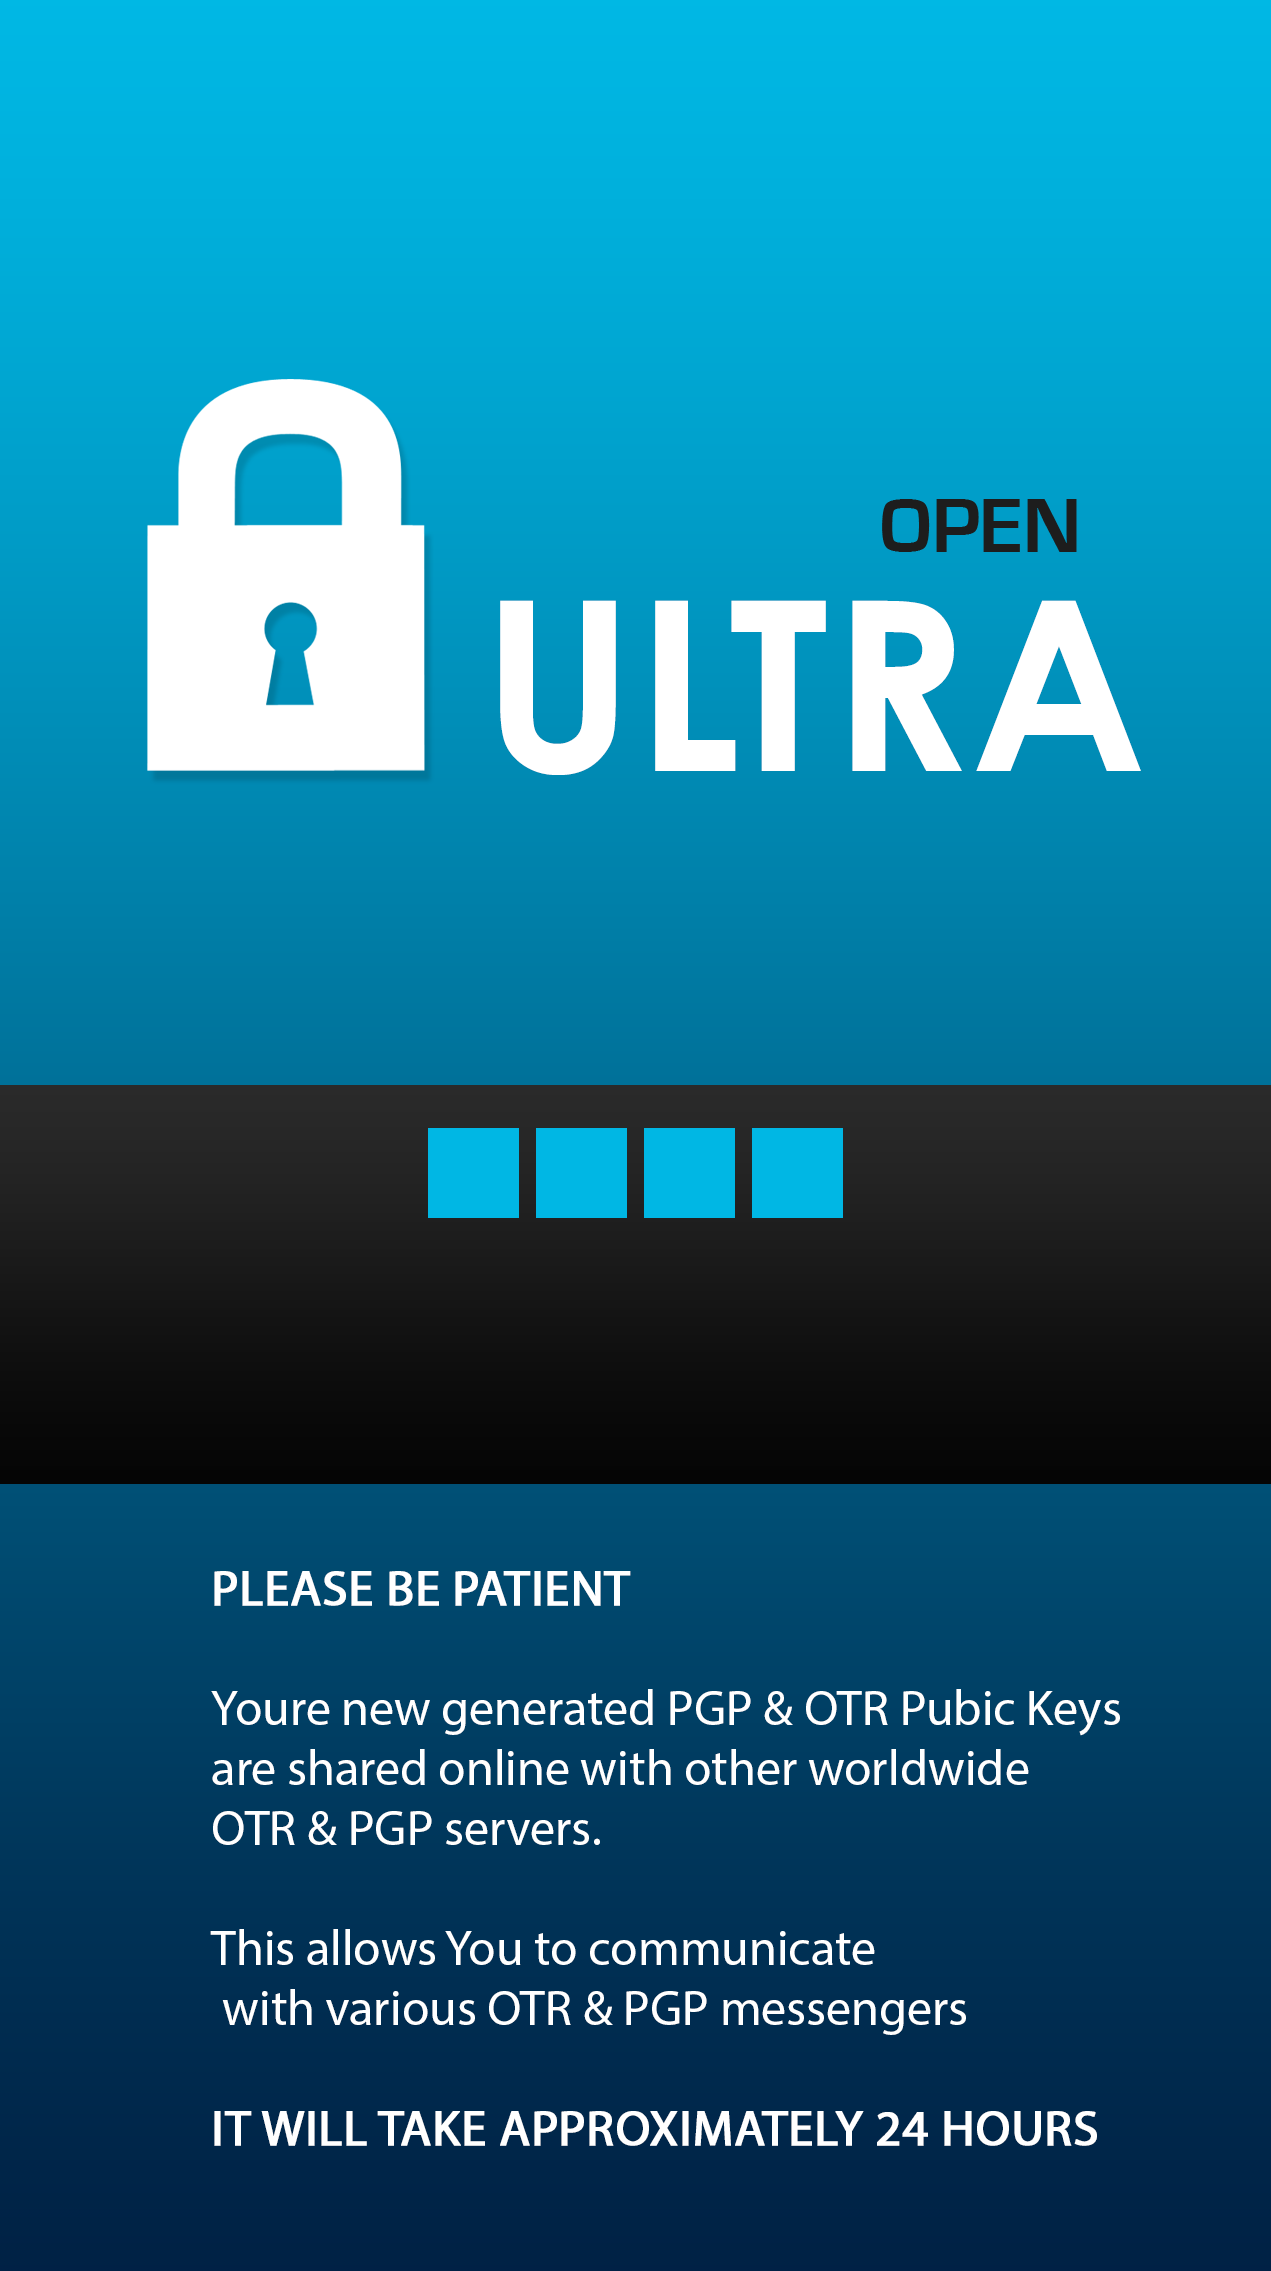 OPEN
ULTRA
PLEASE BE PATIENT
Youre new generated PGP & OTR Pubic Keys
are shared online with other worldwide
OTR & PGP servers.
This allows You to communicate
with various OTR & PGP messengers
IT WILL TAKE APPROXIMATELY 24 HOURS